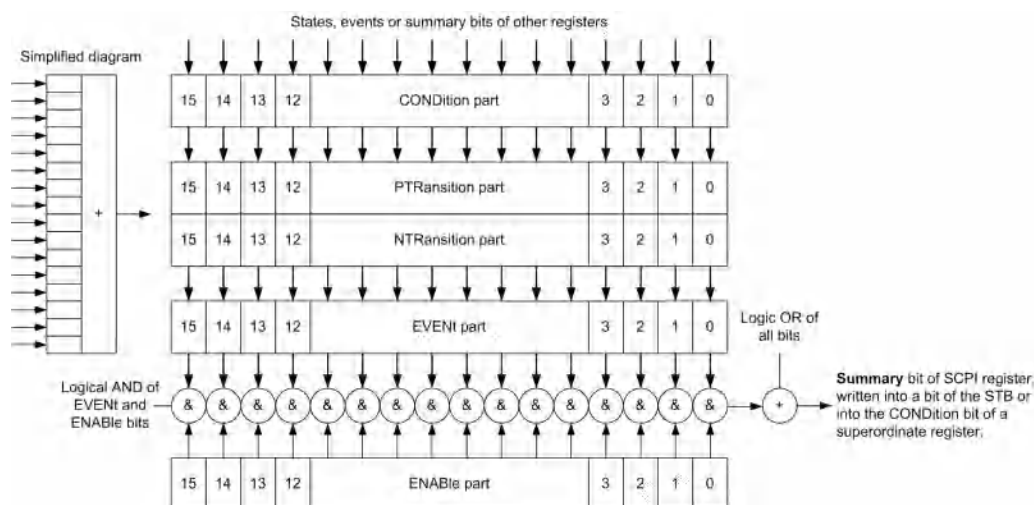 States, events or summary bits of other registers
Simplified diagram
15 14 13 12 CONDition part 3 2 1 0
15 14 13 12 PTRansition part 3 2 1 0
+
15 14 13 12 NTRansition part 3 2 1 0
15 14 13 12 EVENt part 3 2 1 0
Logic OR of
all bits
Logical AND of
EVENt and
ENABle bits
& & & & & & & & & & & & & & & &
+
Summary bit of SCPI register,
written into a bit of the STB or
into the CONDition bit of a
superordinate register.
15 14 13 12 ENABle part 3 2 1 0